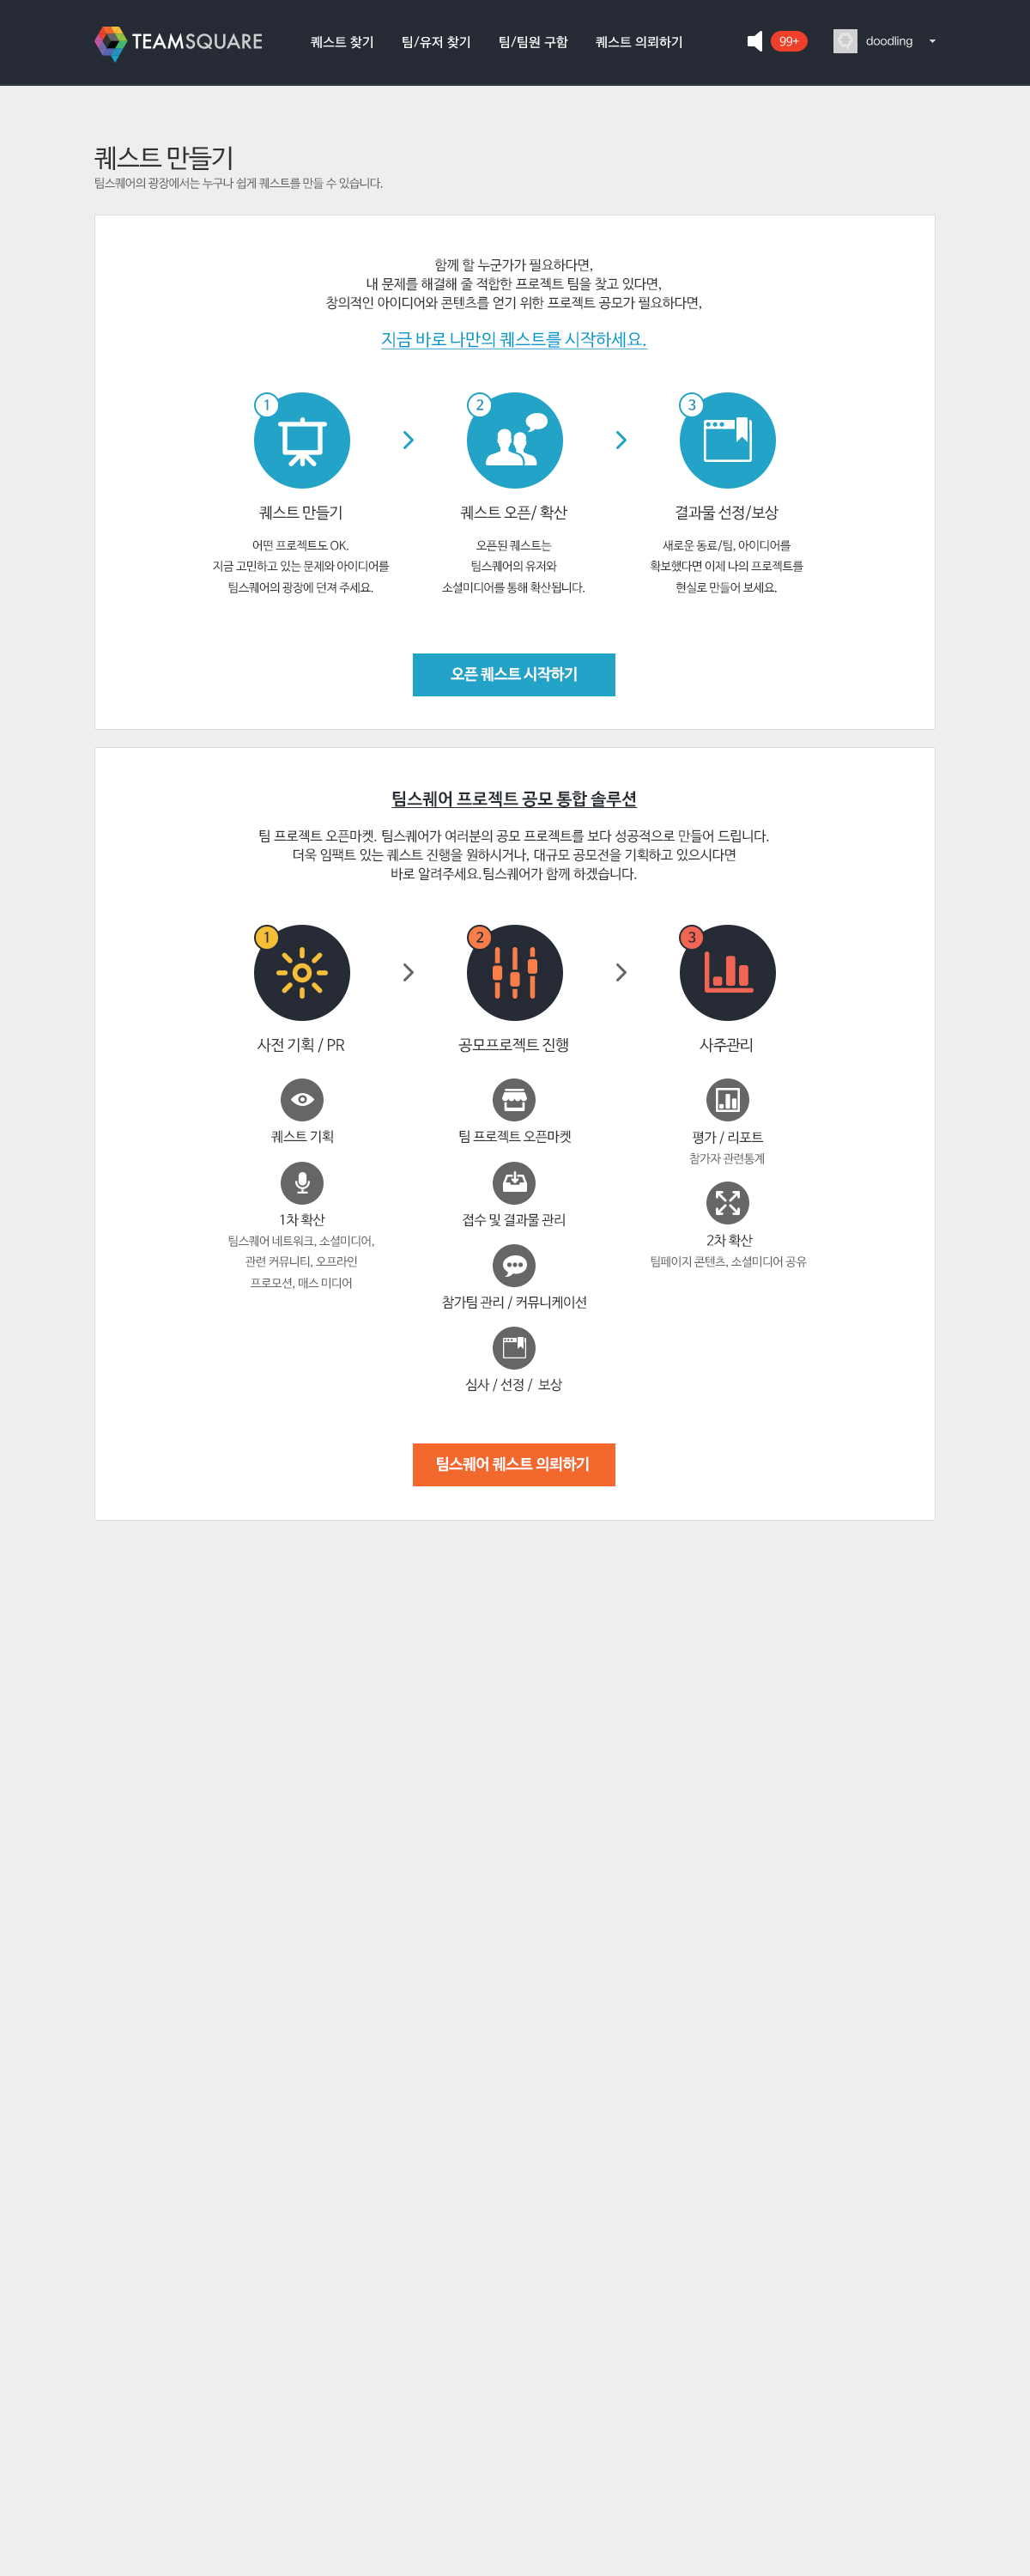 TEAMSQUARE
퀘스트 찾기
팀/유저 찾기
팀/팀원 구함
퀘스트 의뢰하기
99+
doodling
퀘스트 만들기
팀스퀘어의 광장에서는 누구나 쉽게 퀘스트를 만들 수 있습니다.
함께 할 누군가가 필요하다면,
내 문제를 해결해 줄 적합한 프로젝트 팀을 찾고 있다면,
창의적인 아이디어와 콘텐츠를 얻기 위한 프로젝트 공모가 필요하다면,
지금 바로 나만의 퀘스트를 시작하세요.
1
2
3
퀘스트 만들기
어떤 프로젝트도 OK.
지금 고민하고 있는 문제와 아이디어를
팀스퀘어의 광장에 던져 주세요.
퀘스트 오픈/ 확산
오픈된 퀘스트는
팀스퀘어의 유저와
소셜미디어를 통해 확산됩니다.
결과물 선정/보상
새로운 동료/팀, 아이디어를
확보했다면 이제 나의 프로젝트를
현실로 만들어 보세요.
오픈 퀘스트 시작하기
팀스퀘어 프로젝트 공모 통합 솔루션
팀 프로젝트 오픈마켓. 팀스퀘어가 여러분의 공모 프로젝트를 보다 성공적으로 만들어 드립니다.
더욱 임팩트 있는 퀘스트 진행을 원하시거나, 대규모 공모전을 기획하고 있으시다면
바로 알려주세요.팀스퀘어가 함께 하겠습니다.
1
2
3
사전 기획 / PR
퀘스트 기획
1차 확산
팀스퀘어 네트워크, 소셜미디어,
관련 커뮤니티, 오프라인
프로모션, 매스 미디어
공모프로젝트 진행
팀 프로젝트 오픈마켓
접수 및 결과물 관리
참가팀 관리 / 커뮤니케이션
심사 / 선정 / 보상
사주관리
평가 / 리포트
참가자 관련통계
2차 확산
팀페이지 콘텐츠, 소셜미디어 공유
팀스퀘어 퀘스트 의뢰하기